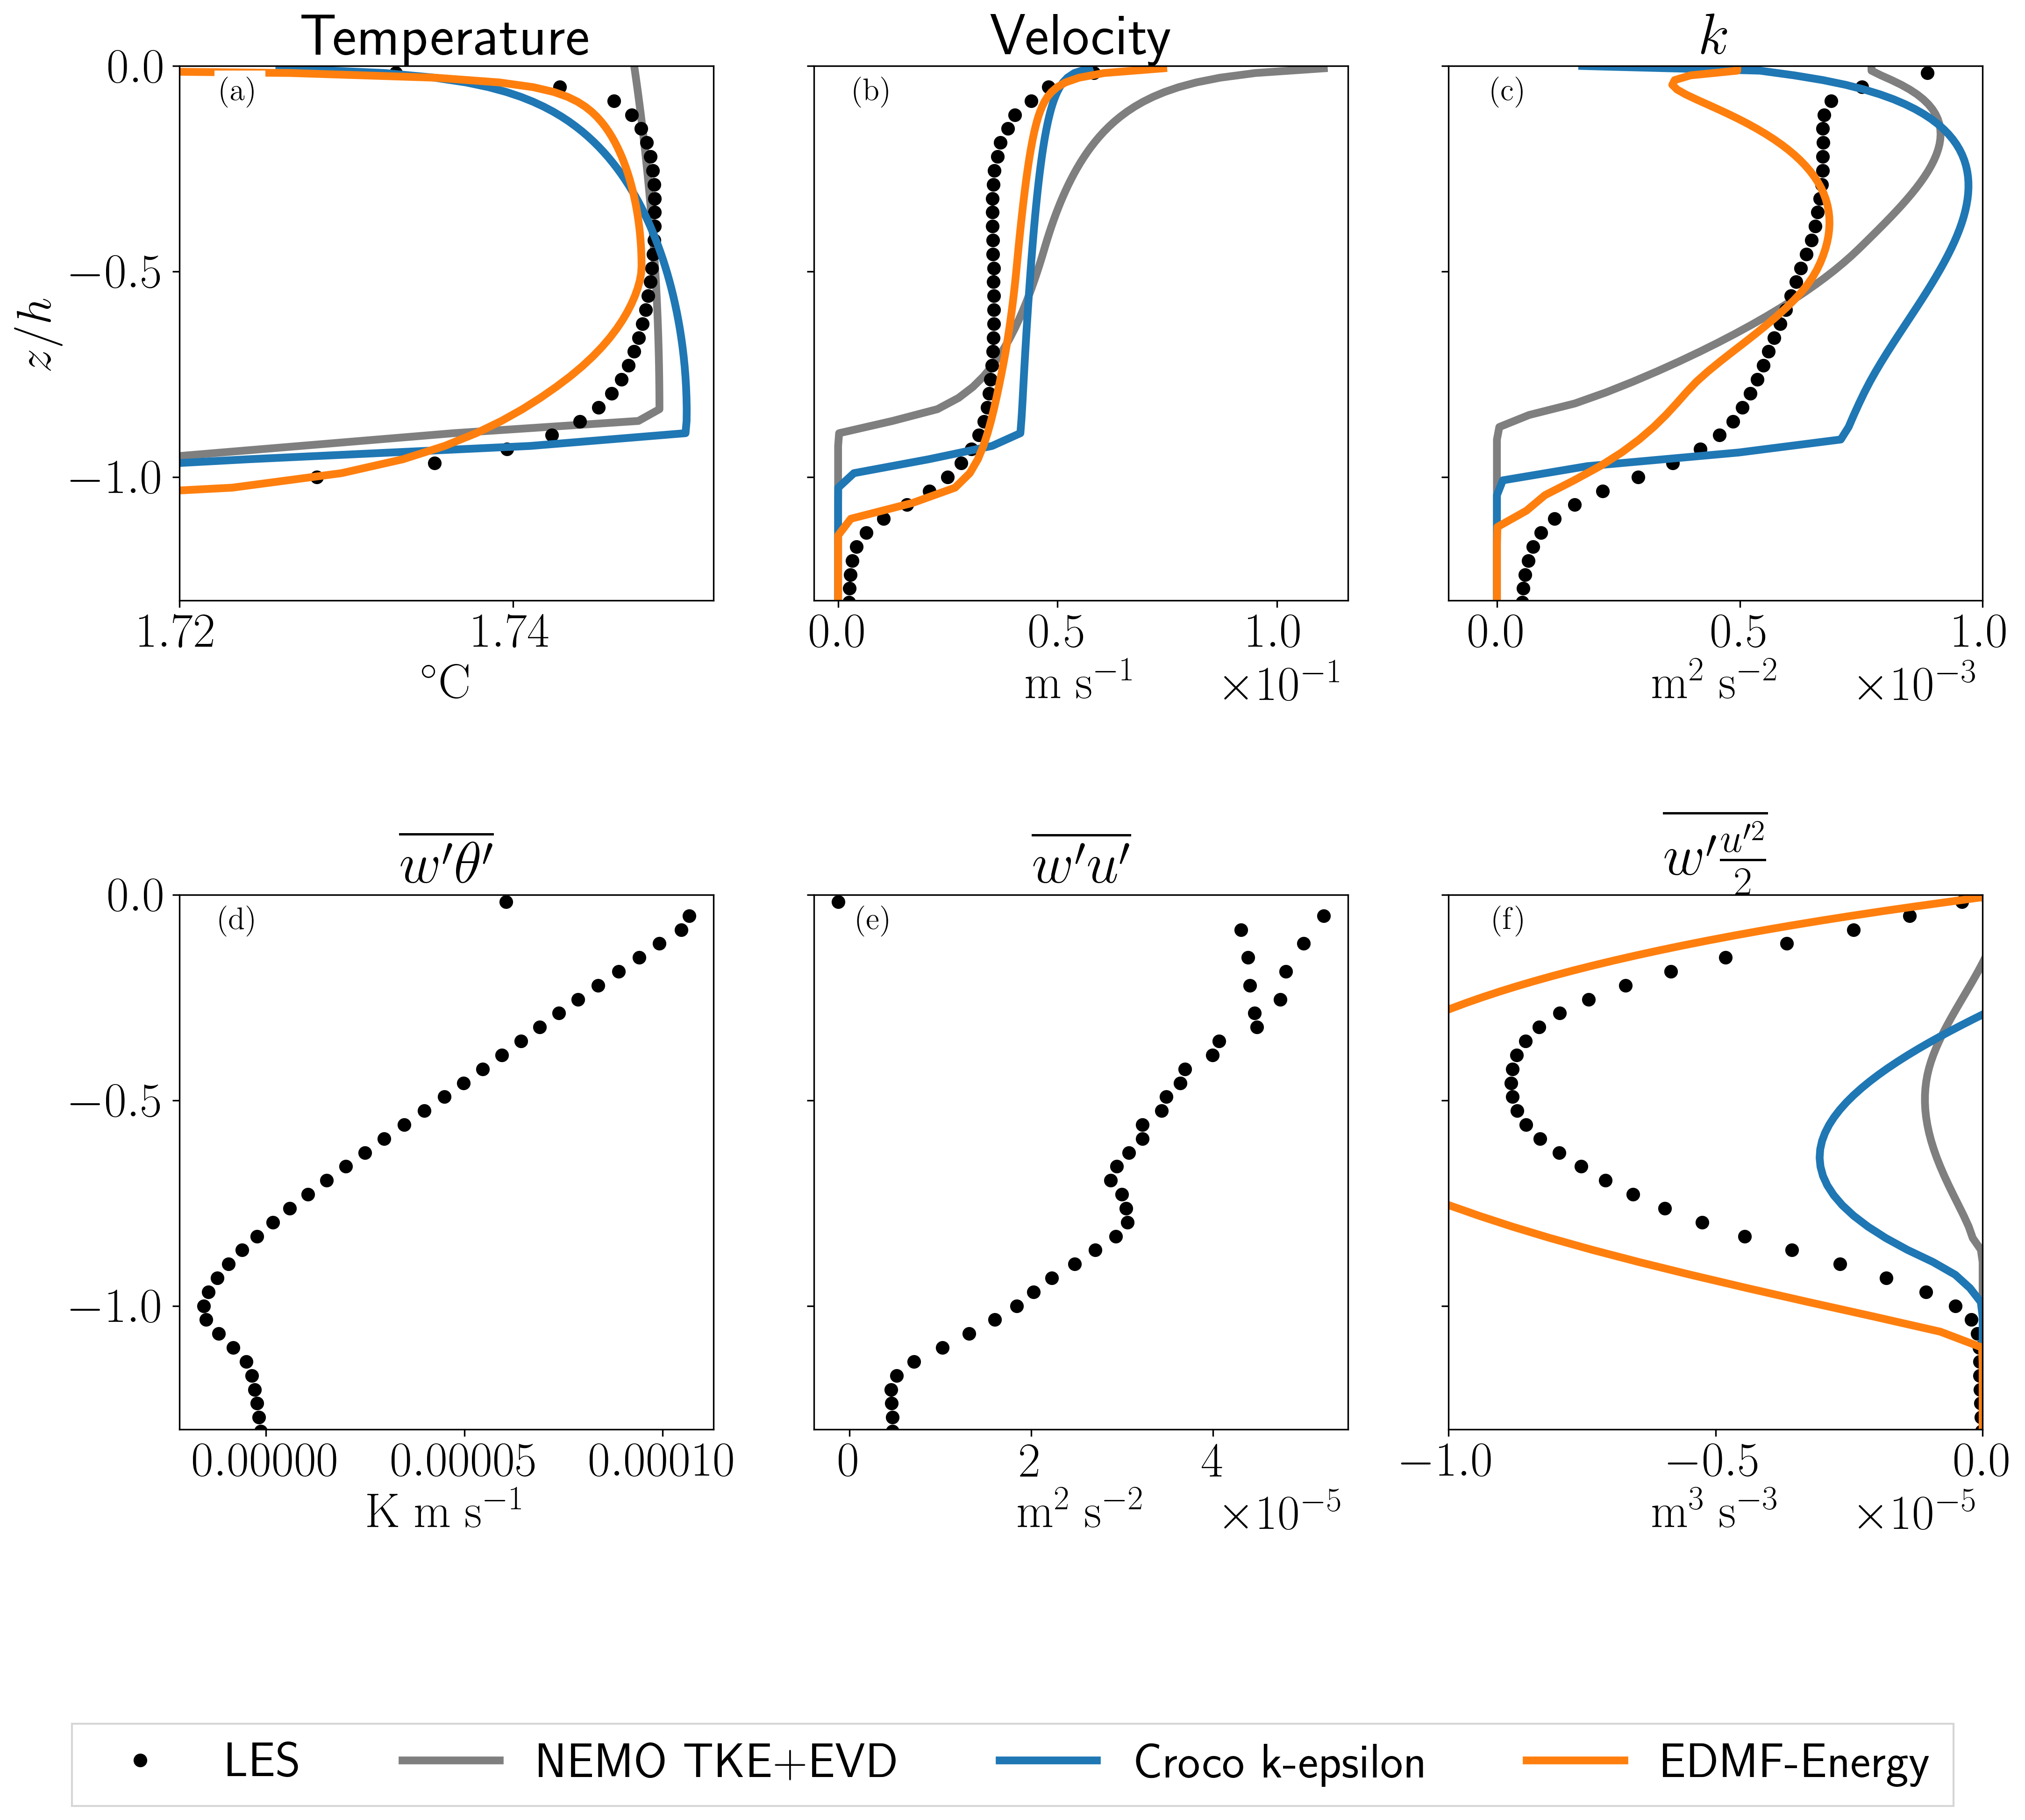 Temperature Velocity k
(a) (b) (c)
0.0
−0.5
−1.0
z/h
1.72 1.74 0.0 0.5 1.0 0.0 0.5 1.0
°C m s⁻¹ ×10⁻¹ m² s⁻² ×10⁻³
w′θ′ w′u′ w′u′²/2
(d) (e) (f)
0.0
−0.5
−1.0
0.00000 0.00005 0.00010 0 2 4 −1.0 −0.5 0.0
K m s⁻¹ m² s⁻² ×10⁻⁵ m³ s⁻³ ×10⁻⁵
LES NEMO TKE+EVD Croco k-epsilon EDMF-Energy